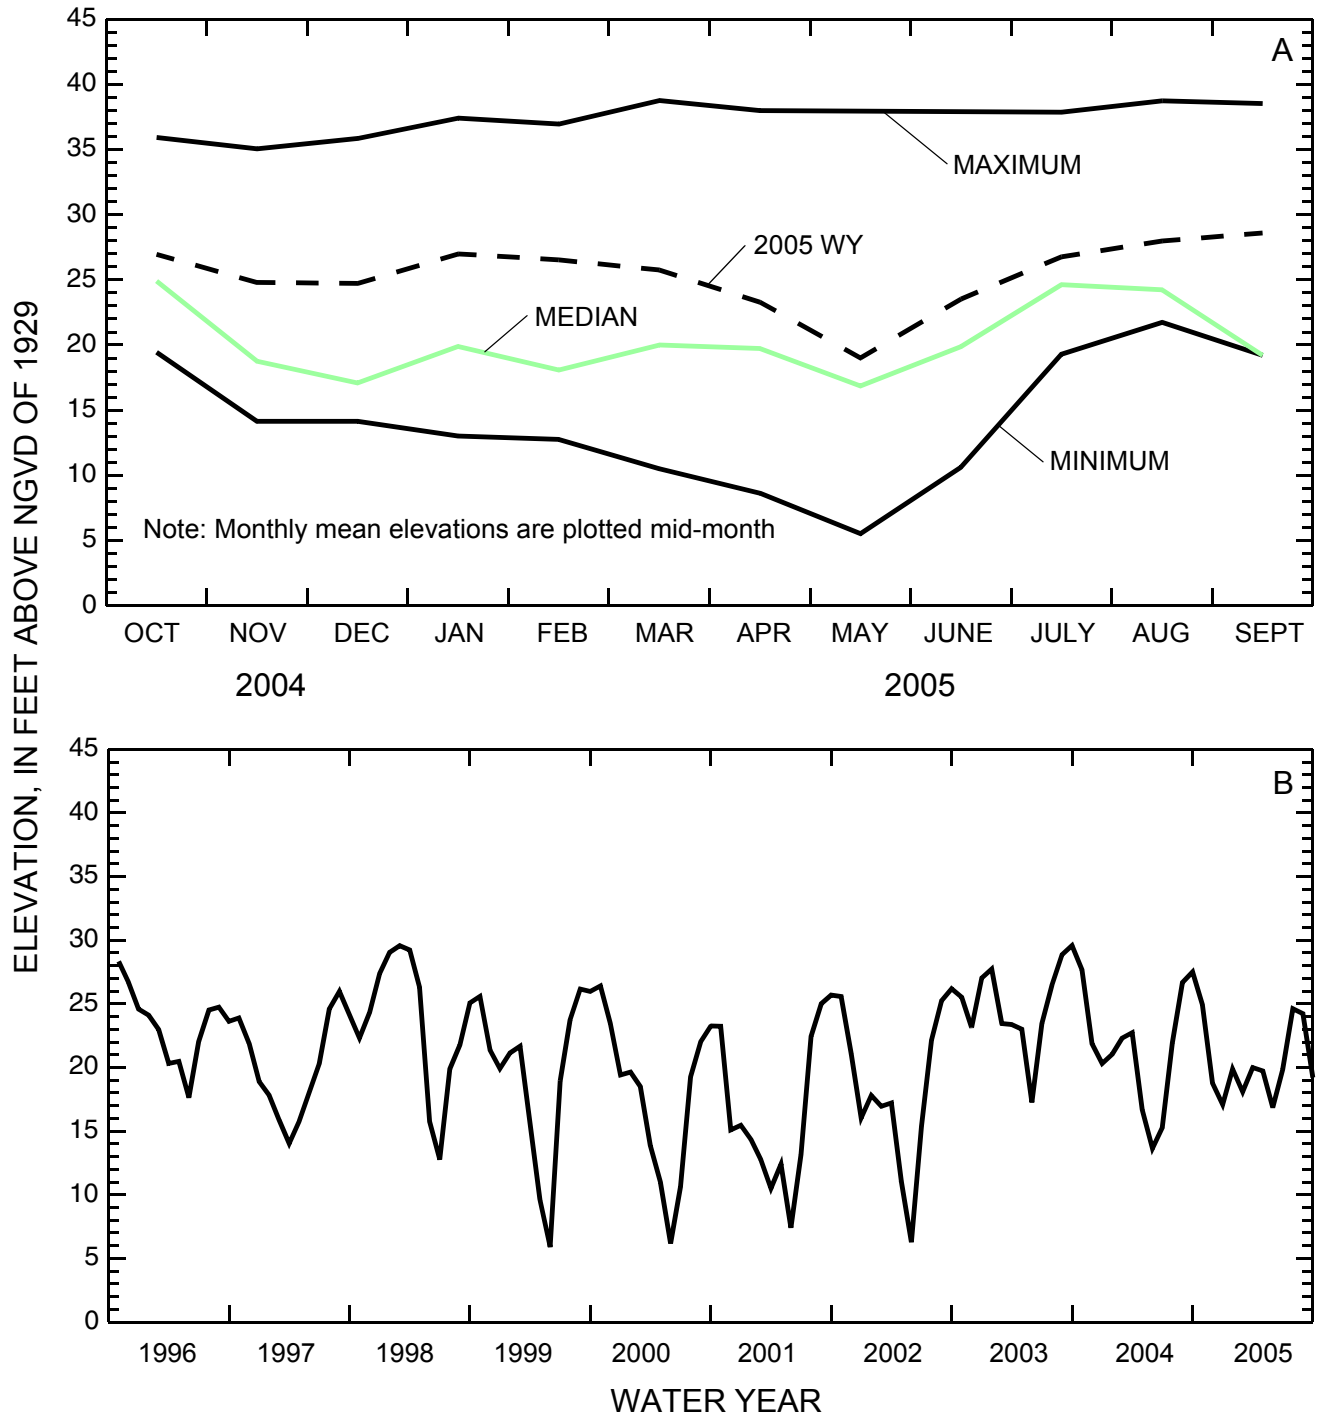 ELEVATION, IN FEET ABOVE NGVD OF 1929
A
45
40
35
30
25
20
15
10
5
0
MAXIMUM
2005 WY
MEDIAN
MINIMUM
Note: Monthly mean elevations are plotted mid-month
OCT NOV DEC JAN FEB MAR APR MAY JUNE JULY AUG SEPT
2004 2005
B
45
40
35
30
25
20
15
10
5
0
1996 1997 1998 1999 2000 2001 2002 2003 2004 2005
WATER YEAR